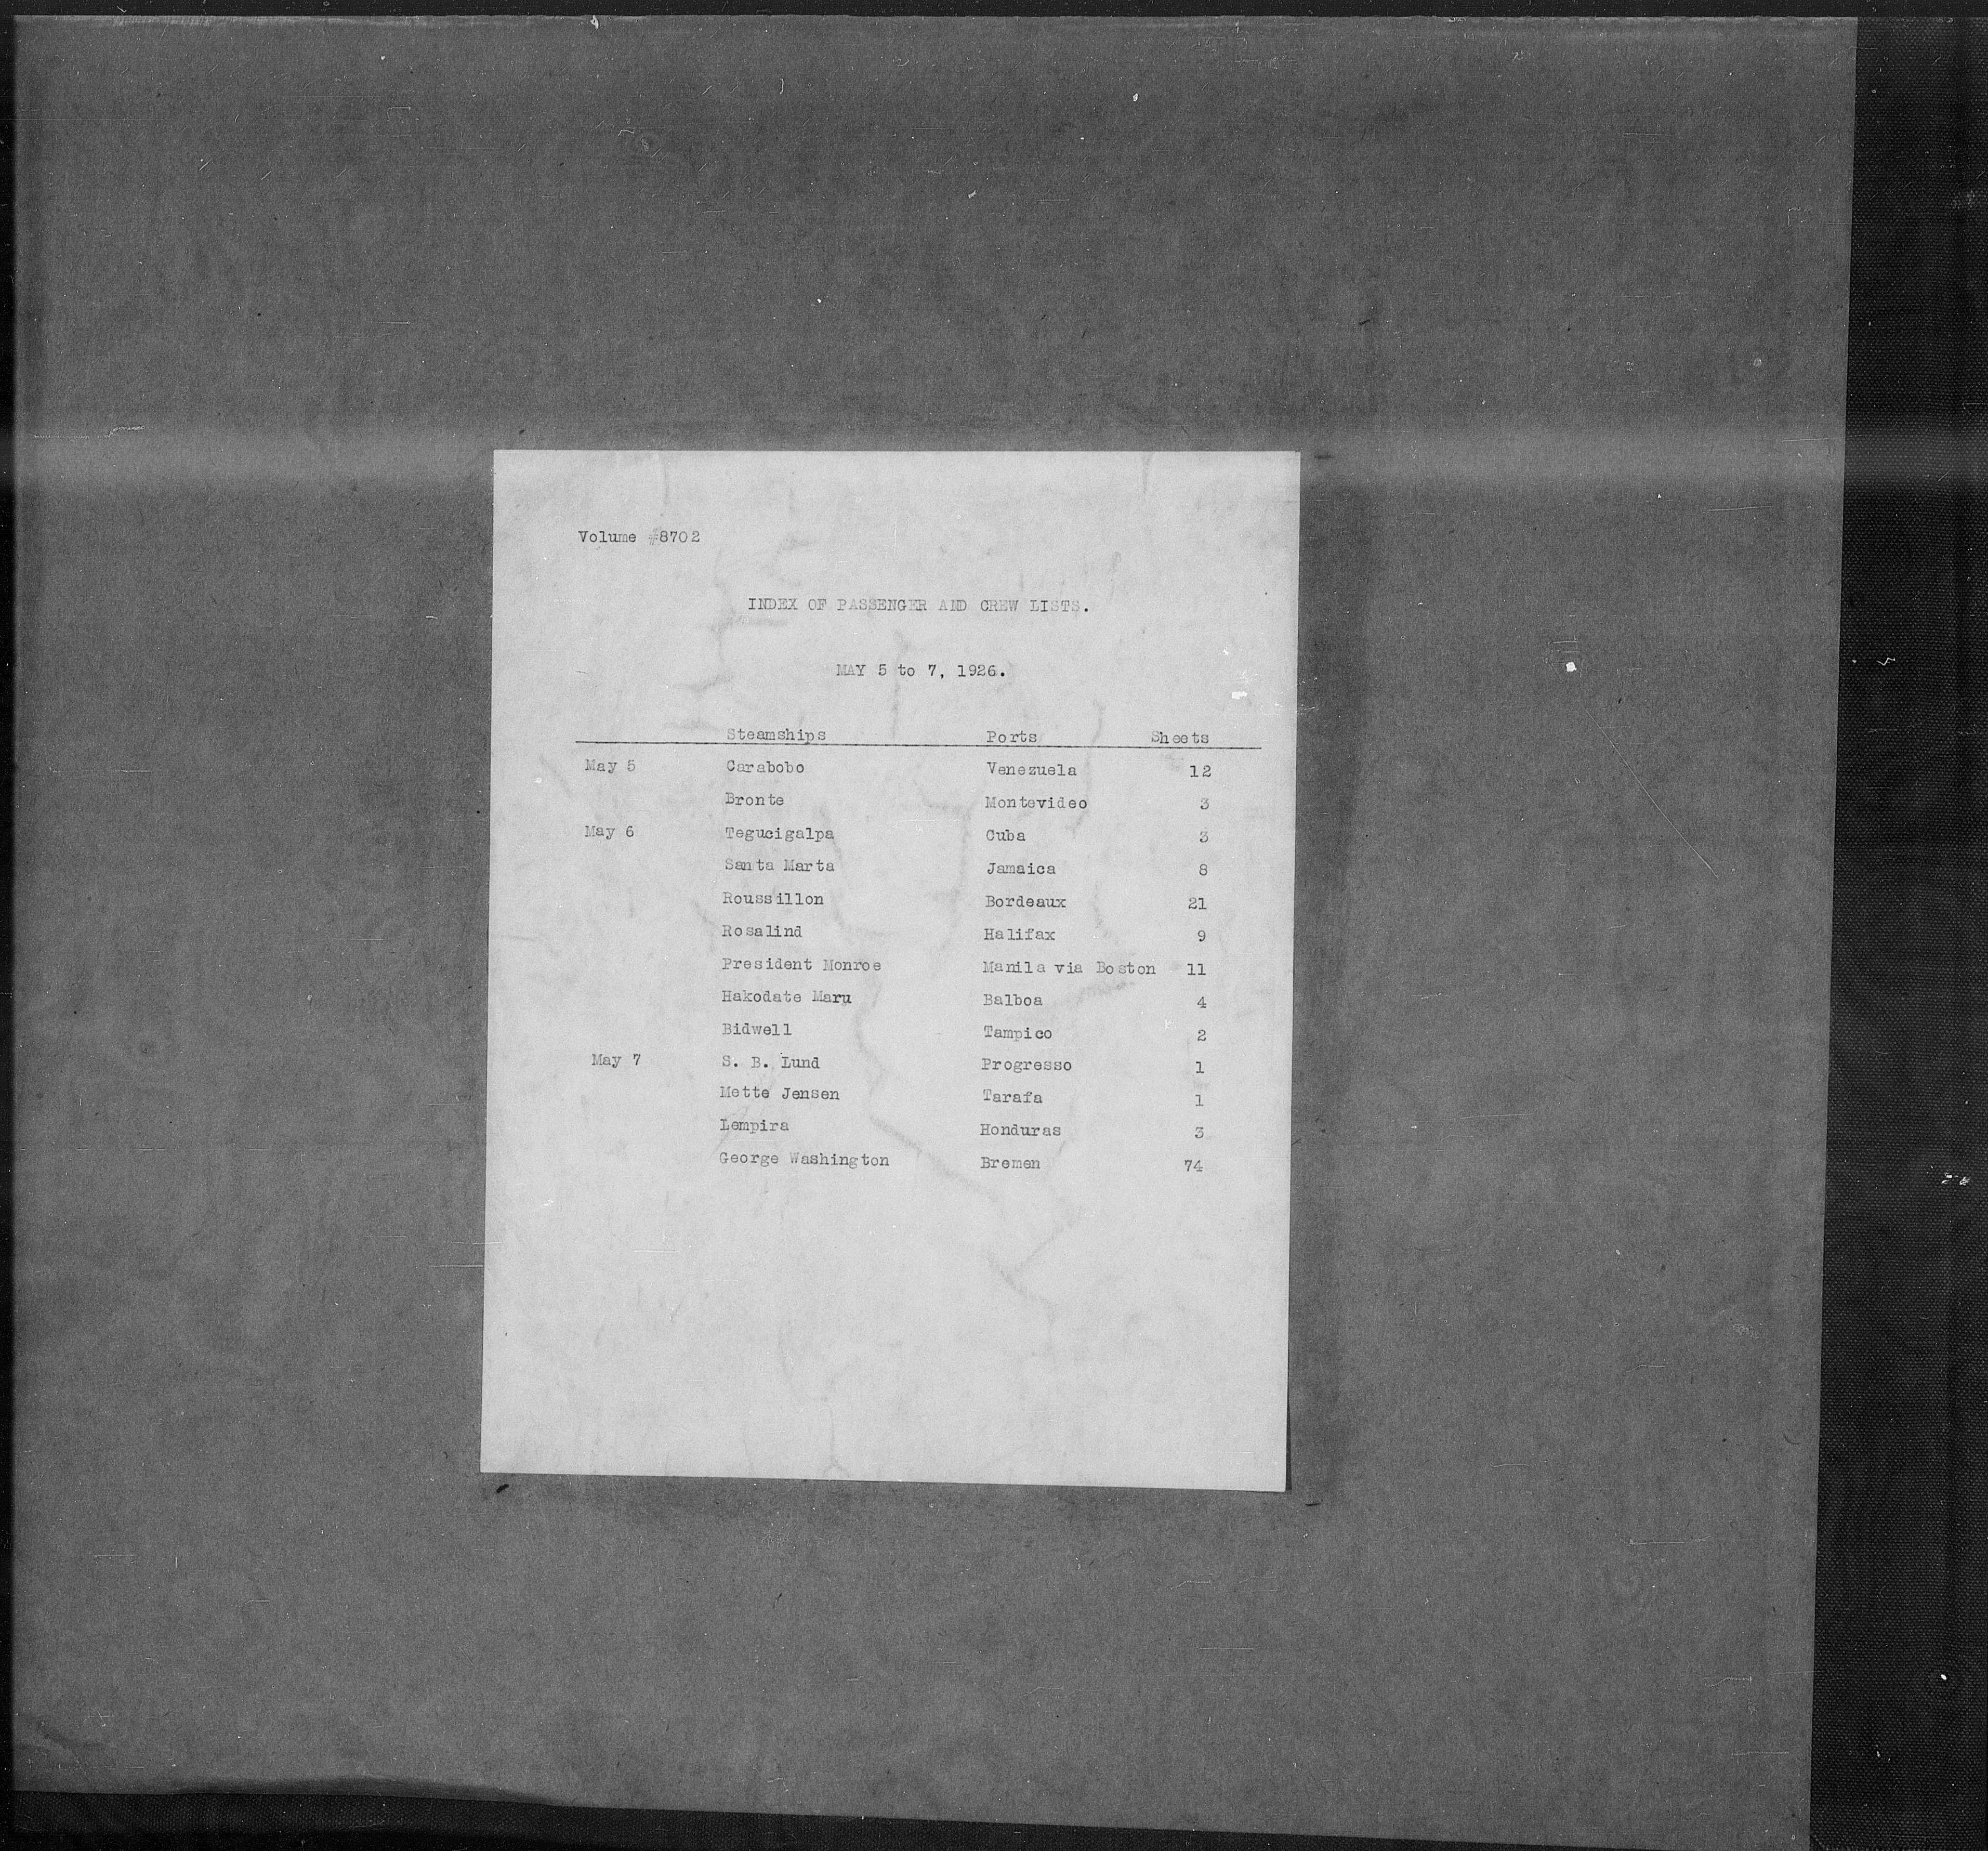 Volume #8702
INDEX OF PASSENGER AND CREW LISTS.
MAY 5 to 7, 1926.
Steamships Ports Sheets
May 5 Carabobo Venezuela 12
Bronte Montevideo 3
May 6 Tegucigalpa Cuba 3
Santa Marta Jamaica 8
Roussillon Bordeaux 21
Rosalind Halifax 9
President Monroe Manila via Boston 11
Hakodate Maru Balboa 4
Bidwell Tampico 2
May 7 S. B. Lund Progresso 1
Mette Jensen Tarafa 1
Lempira Honduras 3
George Washington Bremen 74